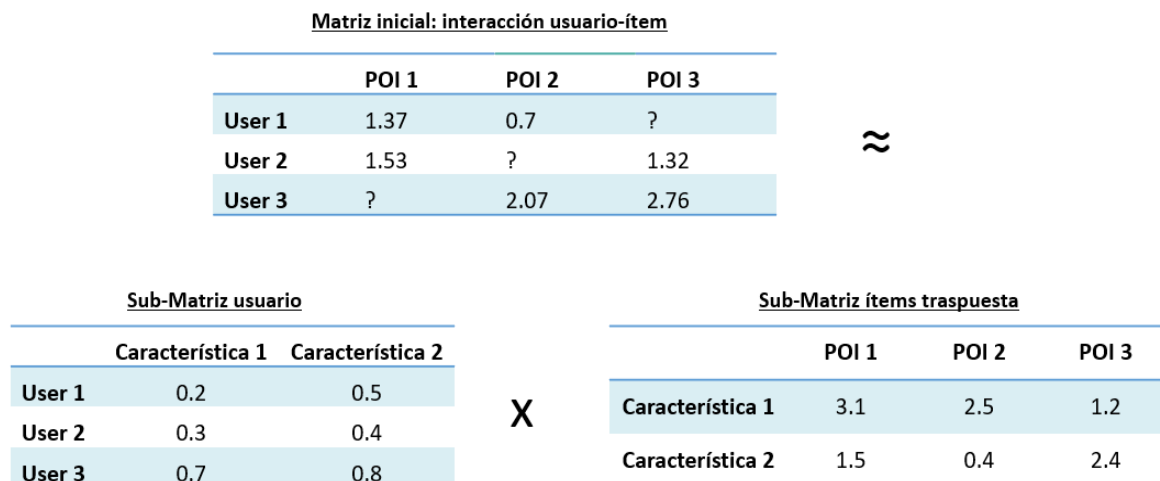 Matriz inicial: interacción usuario-ítem
POI 1 POI 2 POI 3
User 1 1.37 0.7 ?
User 2 1.53 ? 1.32
User 3 ? 2.07 2.76
≈
Sub-Matriz usuario
Característica 1 Característica 2
User 1 0.2 0.5
User 2 0.3 0.4
User 3 0.7 0.8
X
Sub-Matriz ítems traspuesta
POI 1 POI 2 POI 3
Característica 1 3.1 2.5 1.2
Característica 2 1.5 0.4 2.4